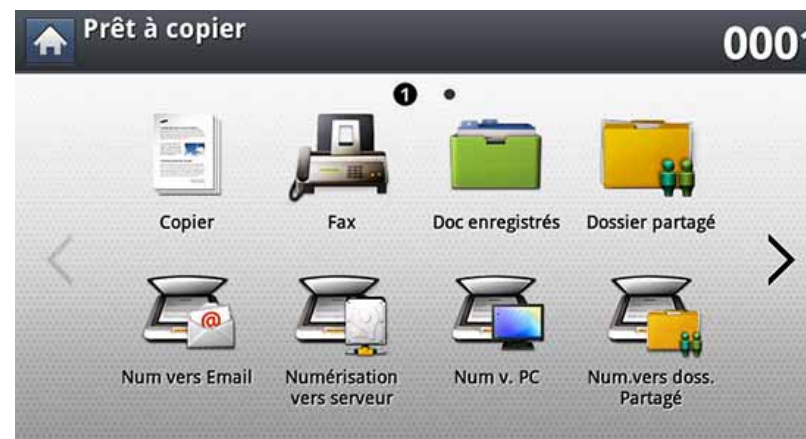 Prêt à copier
0001
1
Copier
Fax
Doc enregistrés
Dossier partagé
@
Num vers Email
Numérisation
vers serveur
Num v. PC
Num.vers doss.
Partagé